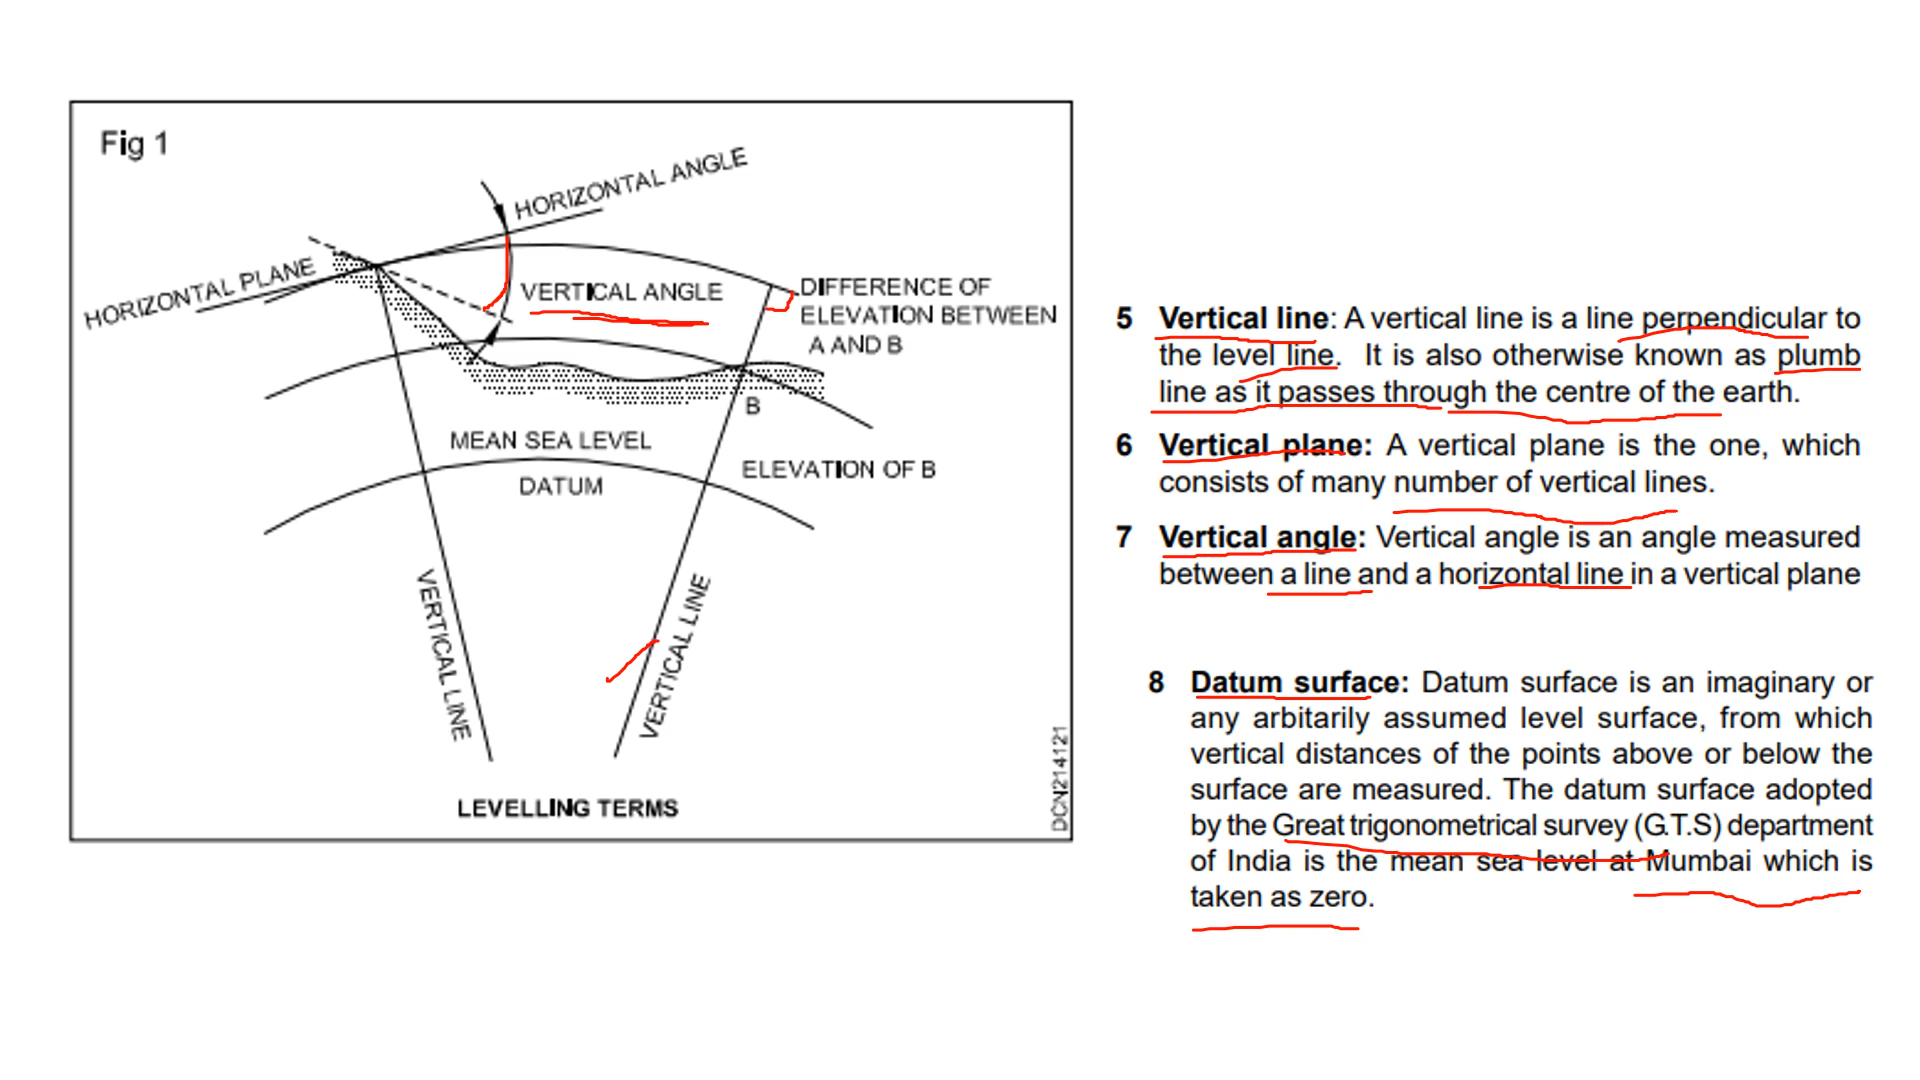 Fig 1
HORIZONTAL ANGLE
HORIZONTAL PLANE
VERTICAL ANGLE
DIFFERENCE OF
ELEVATION BETWEEN
A AND B
B
MEAN SEA LEVEL
DATUM
ELEVATION OF B
VERTICAL LINE
VERTICAL LINE
DCN214121
LEVELLING TERMS
5 Vertical line: A vertical line is a line perpendicular to
the level line. It is also otherwise known as plumb
line as it passes through the centre of the earth.
6 Vertical plane: A vertical plane is the one, which
consists of many number of vertical lines.
7 Vertical angle: Vertical angle is an angle measured
between a line and a horizontal line in a vertical plane
8 Datum surface: Datum surface is an imaginary or
any arbitarily assumed level surface, from which
vertical distances of the points above or below the
surface are measured. The datum surface adopted
by the Great trigonometrical survey (G.T.S) department
of India is the mean sea level at Mumbai which is
taken as zero.